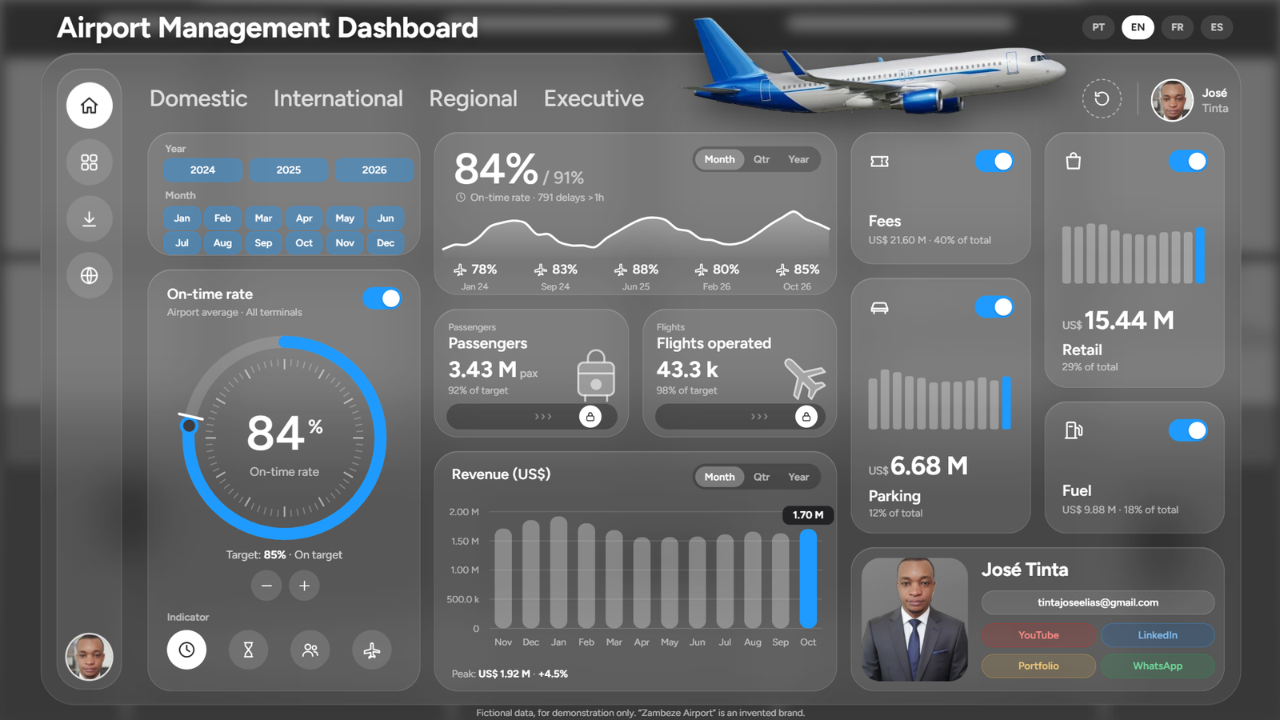 Airport Management Dashboard
PT EN FR ES
Domestic International Regional Executive
José
Tinta
Year
2024 2025 2026
Month
Jan Feb Mar Apr May Jun
Jul Aug Sep Oct Nov Dec
On-time rate
Airport average · All terminals
84%
On-time rate
Target: 85% · On target
− +
Indicator
84% / 91%
Month Qtr Year
On-time rate · 791 delays >1h
78% 83% 88% 80% 85%
Jan 24 Sep 24 Jun 25 Feb 26 Oct 26
Passengers
Passengers
3.43 M pax
92% of target
›››
Flights
Flights operated
43.3 k
98% of target
›››
Revenue (US$)
Month Qtr Year
1.70 M
2.00 M
1.50 M
1.00 M
500.0 k
0
Nov Dec Jan Feb Mar Apr May Jun Jul Aug Sep Oct
Peak: US$ 1.92 M · +4.5%
Fees
US$ 21.60 M · 40% of total
US$ 6.68 M
Parking
12% of total
US$ 15.44 M
Retail
29% of total
Fuel
US$ 9.88 M · 18% of total
José Tinta
tintajoseelias@gmail.com
YouTube LinkedIn
Portfolio WhatsApp
Fictional data, for demonstration only. "Zambeze Airport" is an invented brand.